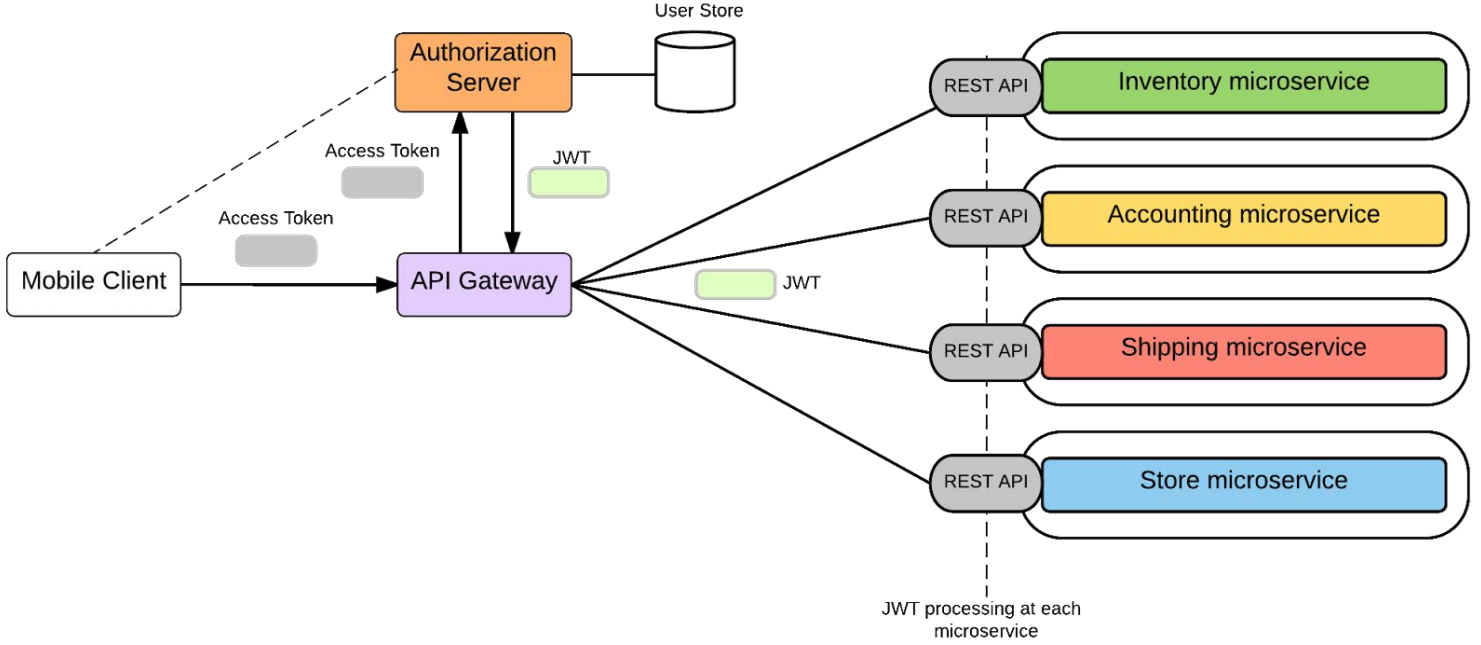 User Store
Authorization
Server
REST API
Inventory microservice
Access Token
JWT
Access Token
REST API
Accounting microservice
Mobile Client
API Gateway
JWT
REST API
Shipping microservice
REST API
Store microservice
JWT processing at each
microservice